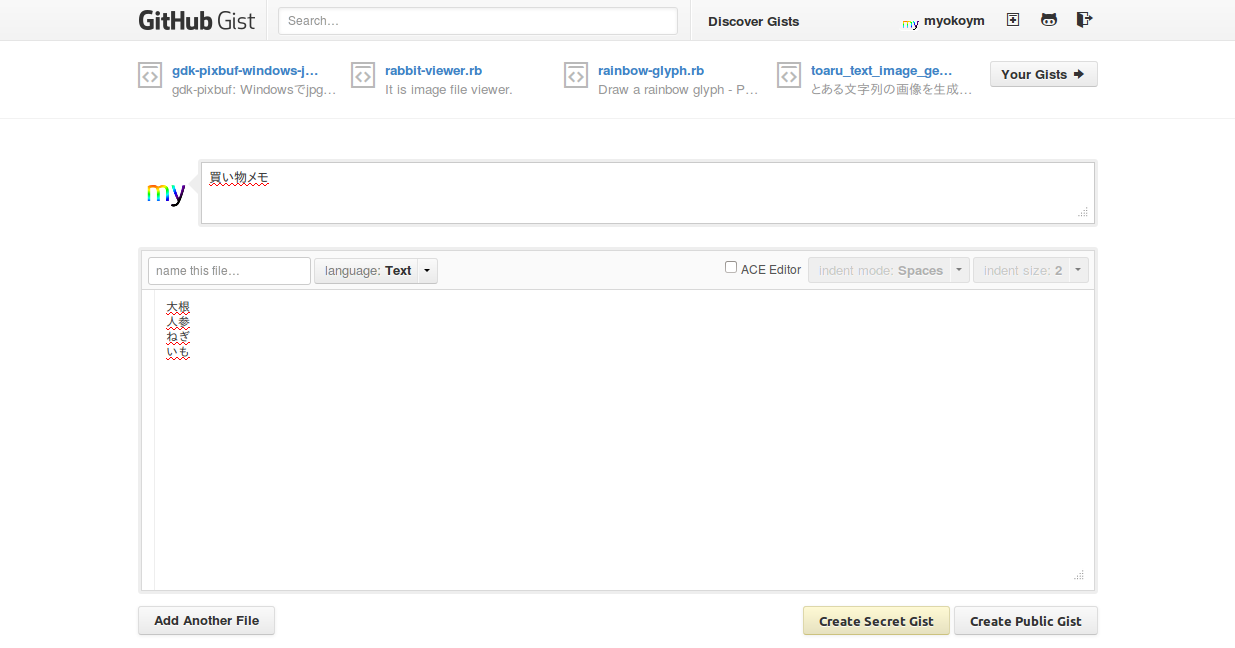 GitHub Gist
Search…
Discover Gists
my myokoym
gdk-pixbuf-windows-j…
gdk-pixbuf: Windowsでjpg…
rabbit-viewer.rb
It is image file viewer.
rainbow-glyph.rb
Draw a rainbow glyph - P…
toaru_text_image_ge…
とある文字列の画像を生成…
Your Gists
my
買い物メモ
name this file…
language: Text
ACE Editor
indent mode: Spaces
indent size: 2
大根
人参
ねぎ
いも
Add Another File
Create Secret Gist
Create Public Gist